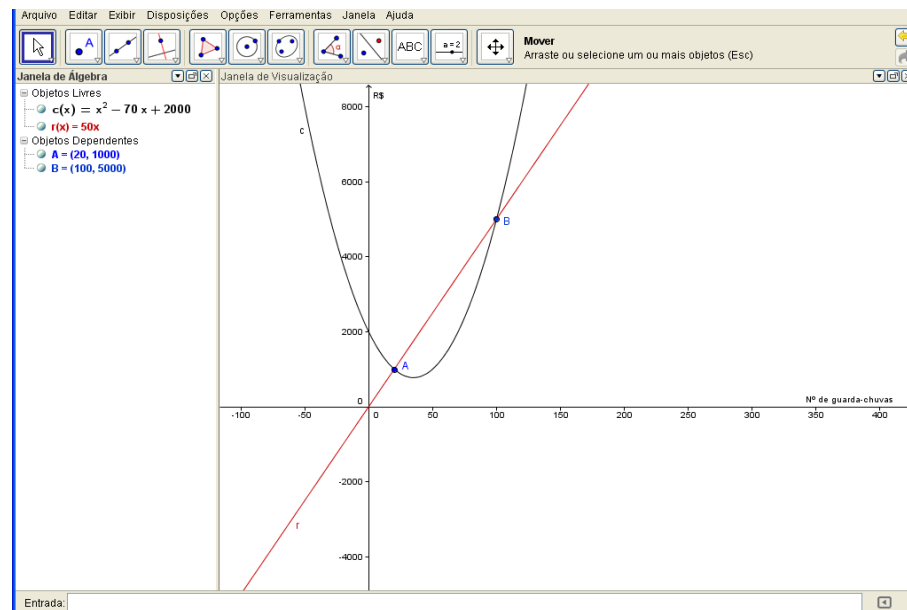 Arquivo Editar Exibir Disposições Opções Ferramentas Janela Ajuda
A
α
ABC
a=2
Mover
Arraste ou selecione um ou mais objetos (Esc)
Janela de Álgebra
Janela de Visualização
Objetos Livres
c(x) = x² − 70 x + 2000
r(x) = 50x
Objetos Dependentes
A = (20, 1000)
B = (100, 5000)
R$
8000
c
6000
B
4000
2000
A
0
Nº de guarda-chuvas
-100 -50 0 50 100 150 200 250 300 350 400
-2000
r
-4000
Entrada: